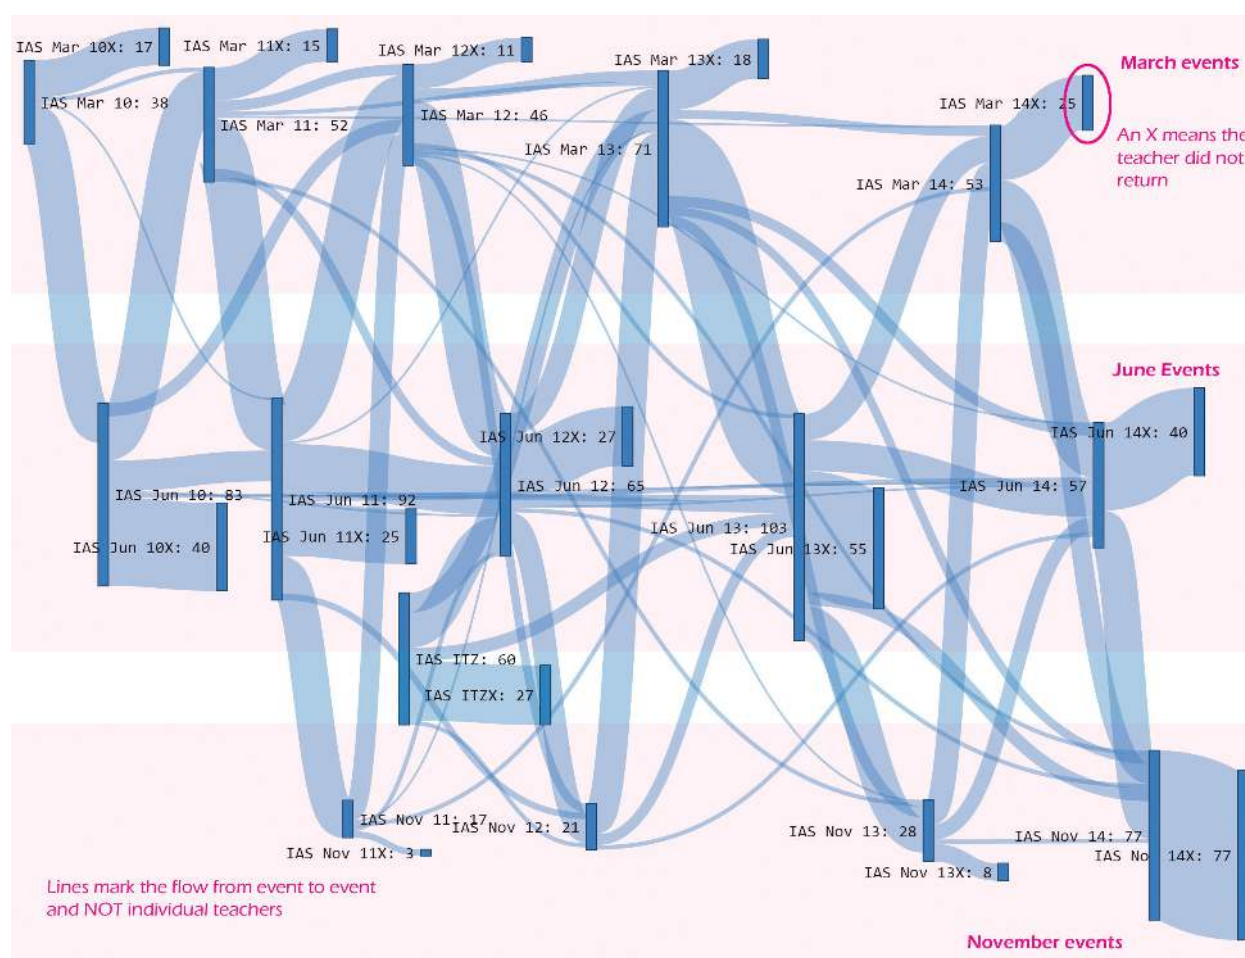 IAS Mar 10X: 17
IAS Mar 11X: 15
IAS Mar 12X: 11
IAS Mar 13X: 18
March events
IAS Mar 10: 38
IAS Mar 11: 52
IAS Mar 12: 46
IAS Mar 13: 71
IAS Mar 14X: 25
An X means the
teacher did not
return
IAS Mar 14: 53
June Events
IAS Jun 12X: 27
IAS Jun 14X: 40
IAS Jun 10: 83
IAS Jun 11: 92
IAS Jun 12: 65
IAS Jun 14: 57
IAS Jun 10X: 40
IAS Jun 11X: 25
IAS Jun 13: 103
IAS Jun 13X: 55
IAS ITZ: 60
IAS ITZX: 27
IAS Nov 11: 17
IAS Nov 12: 21
IAS Nov 13: 28
IAS Nov 14: 77
IAS Nov 11X: 3
IAS Nov 13X: 8
IAS No 14X: 77
Lines mark the flow from event to event
and NOT individual teachers
November events